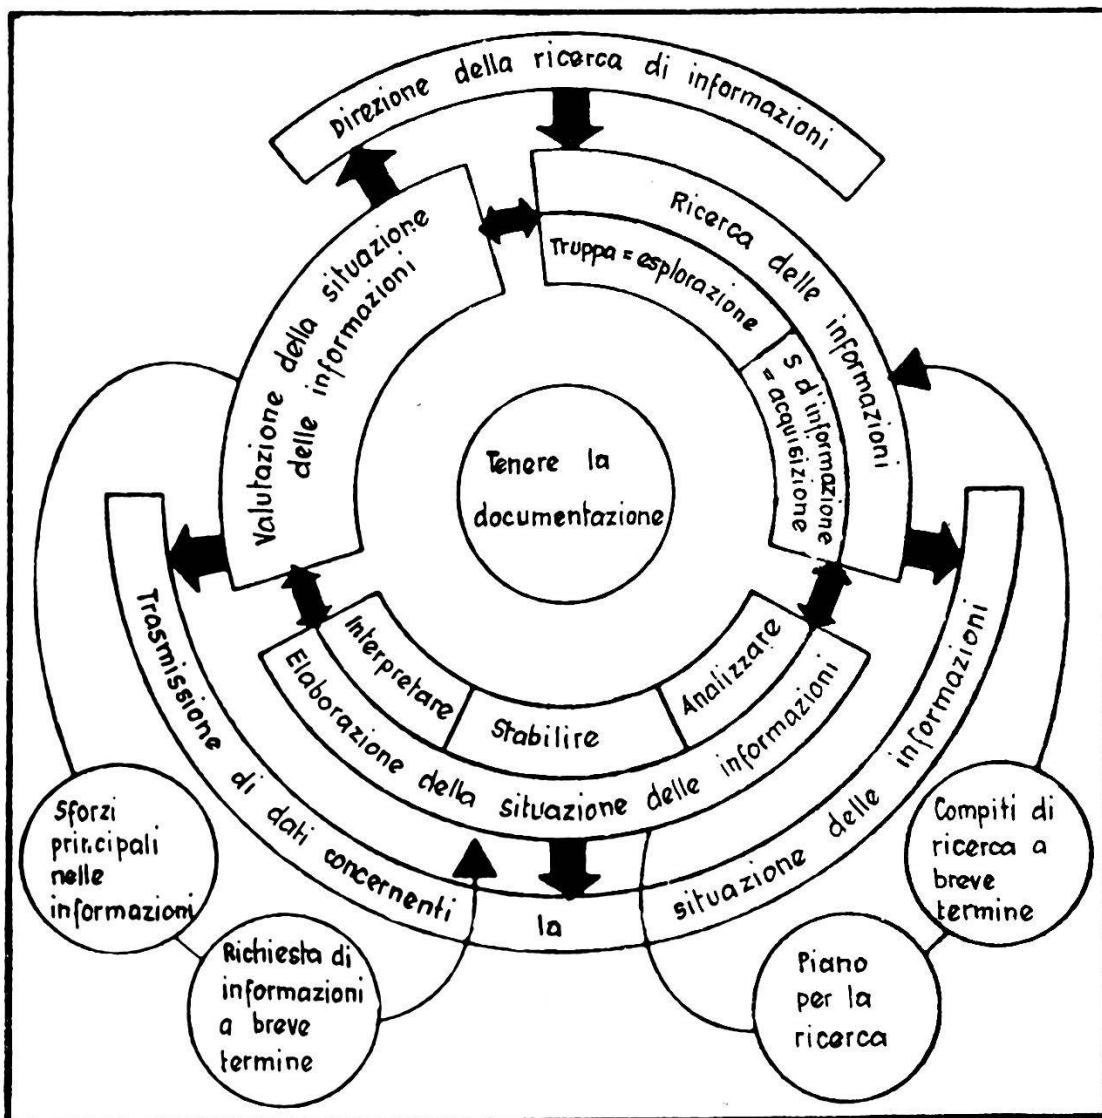 Direzione della ricerca di informazioni
Ricerca delle informazioni
Truppa = esplorazione
S d'informazione
= acquisizione
Valutazione della situazione
delle informazioni
Tenere la
documentazione
Interpretare
Stabilire
Analizzare
Elaborazione della situazione delle informazioni
Trasmissione di dati concernenti la situazione delle informazioni
Sforzi
principali
nelle
informazioni
Richiesta di
informazioni
a breve
termine
Piano
per la
ricerca
Compiti di
ricerca a
breve
termine